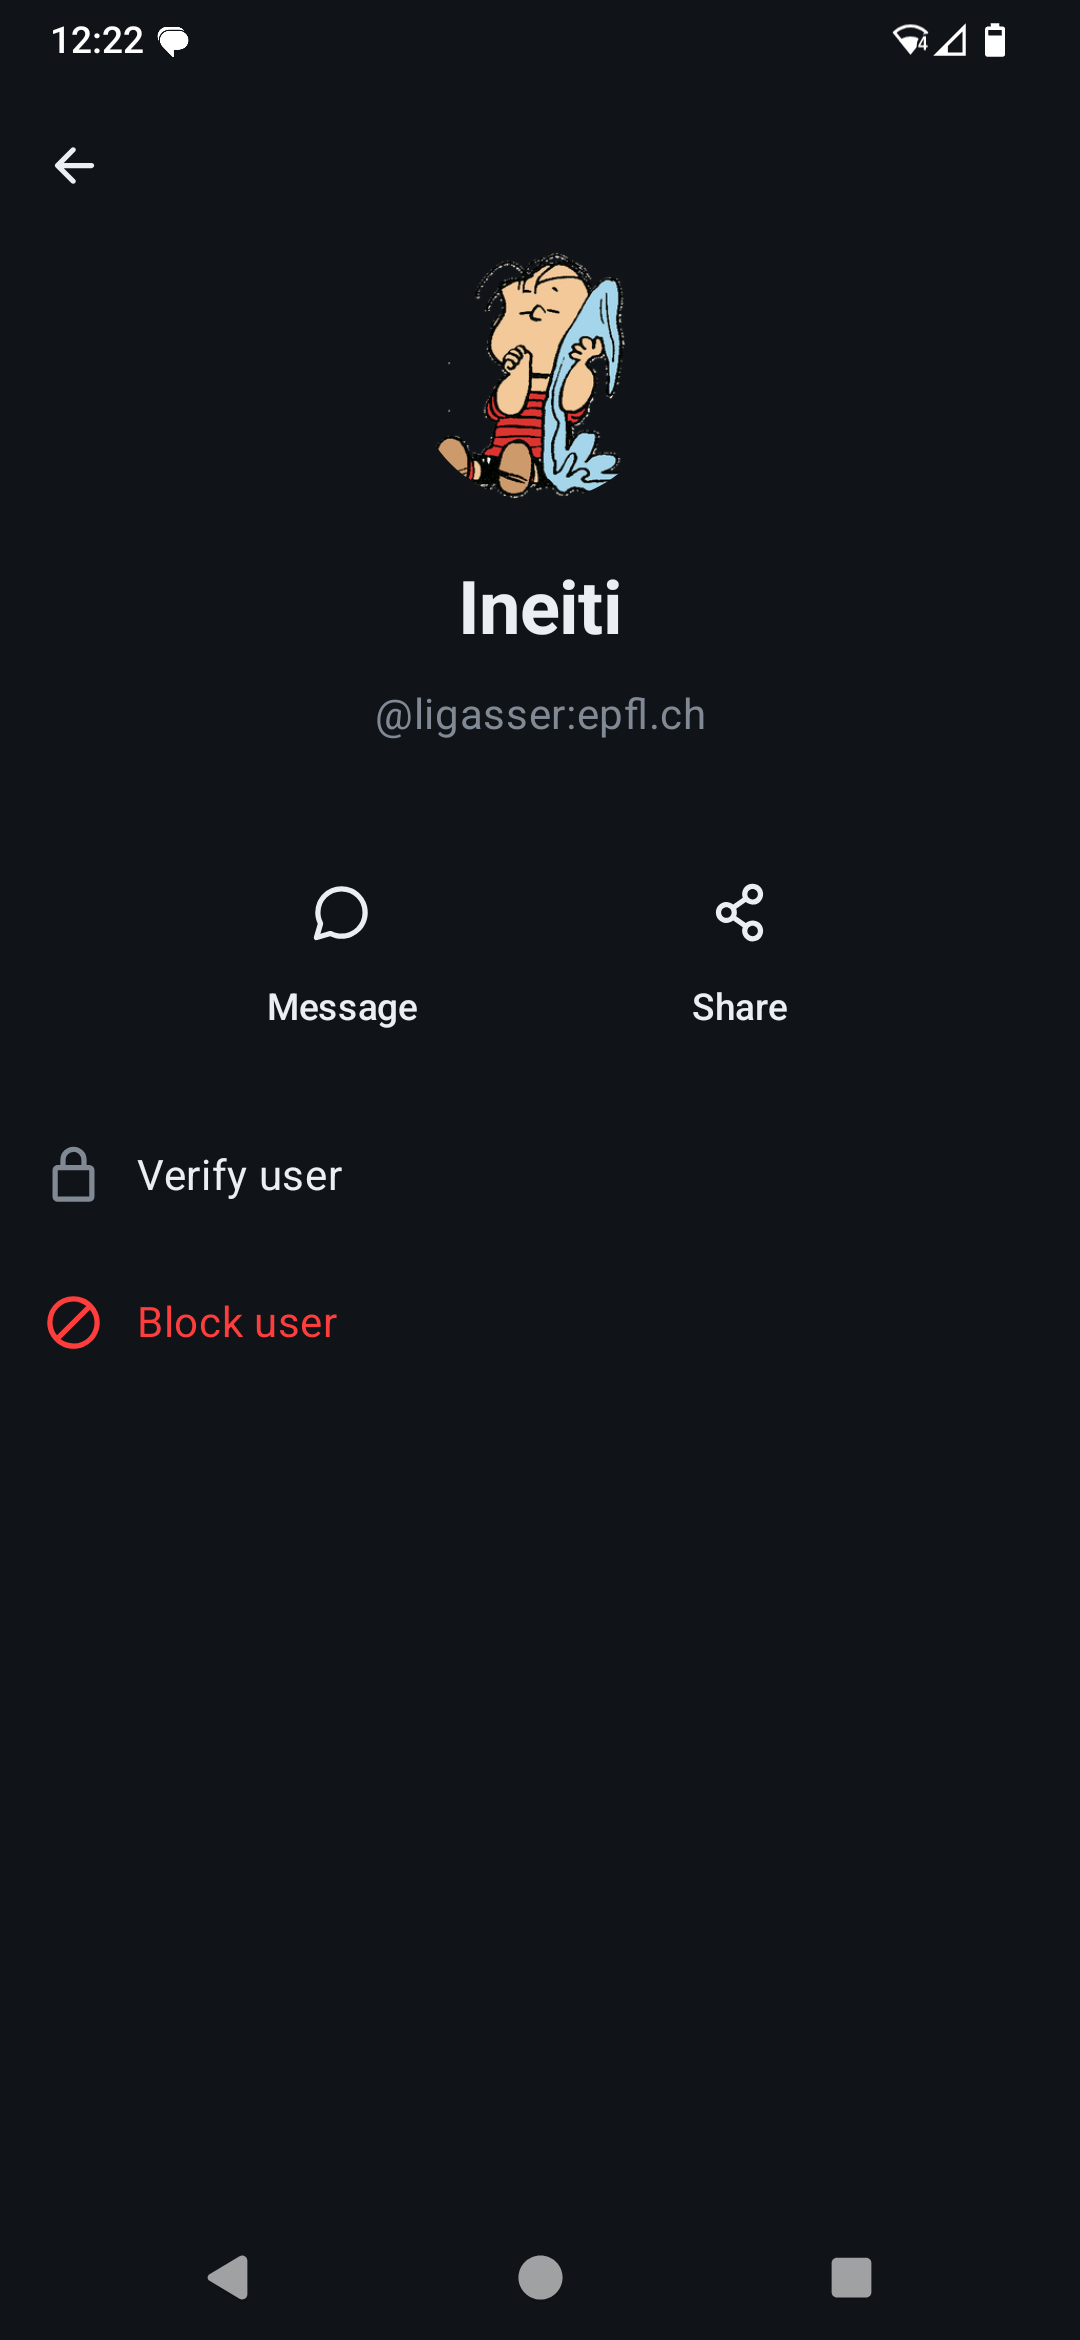 12:22
Ineiti
@ligasser:epfl.ch
Message
Share
Verify user
Block user